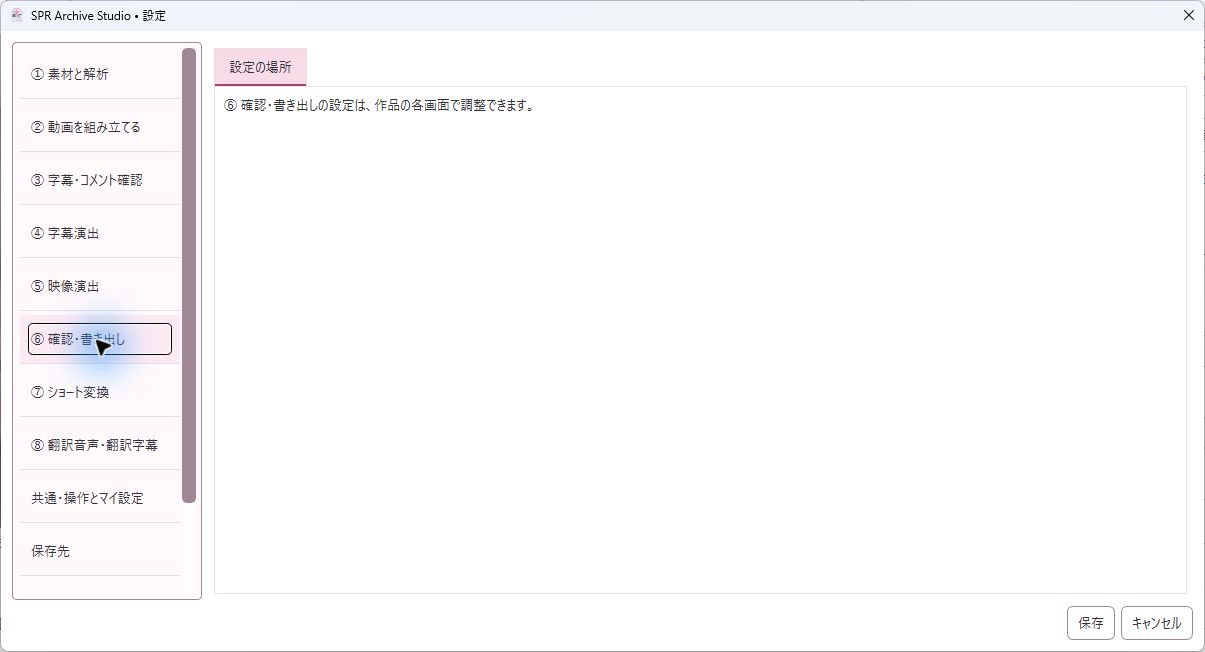 SPR Archive Studio • 設定
① 素材と解析
② 動画を組み立てる
③ 字幕・コメント確認
④ 字幕演出
⑤ 映像演出
⑥ 確認・書き出し
⑦ ショート変換
⑧ 翻訳音声・翻訳字幕
共通・操作とマイ設定
保存先
設定の場所
⑥ 確認・書き出しの設定は、作品の各画面で調整できます。
保存
キャンセル